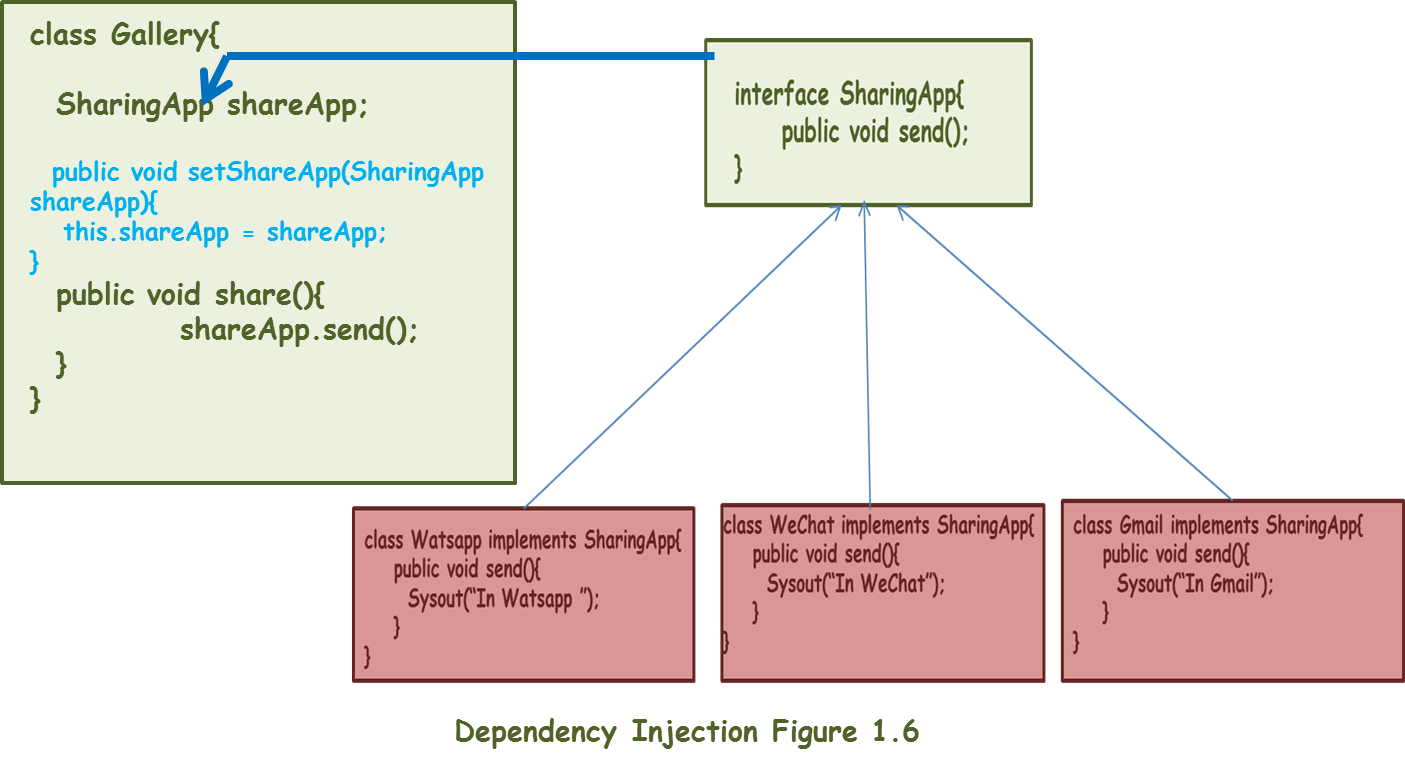 class Gallery{
SharingApp shareApp;
public void setShareApp(SharingApp
shareApp){
this.shareApp = shareApp;
}
public void share(){
shareApp.send();
}
}
interface SharingApp{
public void send();
}
class Watsapp implements SharingApp{
public void send(){
Sysout(“In Watsapp ”);
}
}
class WeChat implements SharingApp{
public void send(){
Sysout(“In WeChat”);
}
}
class Gmail implements SharingApp{
public void send(){
Sysout(“In Gmail”);
}
}
Dependency Injection Figure 1.6